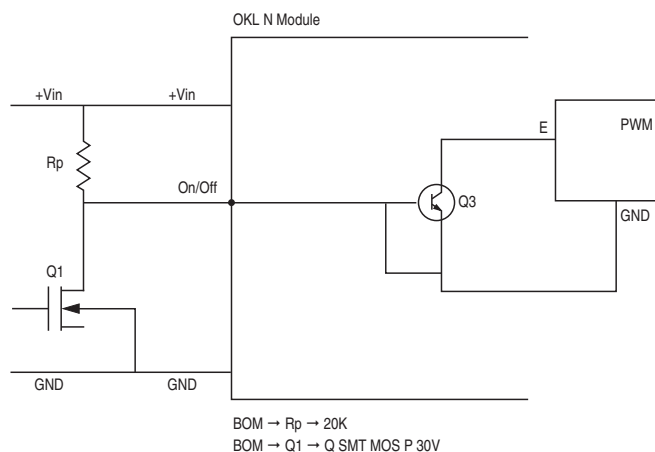 OKL N Module
+Vin +Vin
E PWM
Rp
On/Off
Q3
GND
Q1
GND GND
BOM → Rp → 20K
BOM → Q1 → Q SMT MOS P 30V